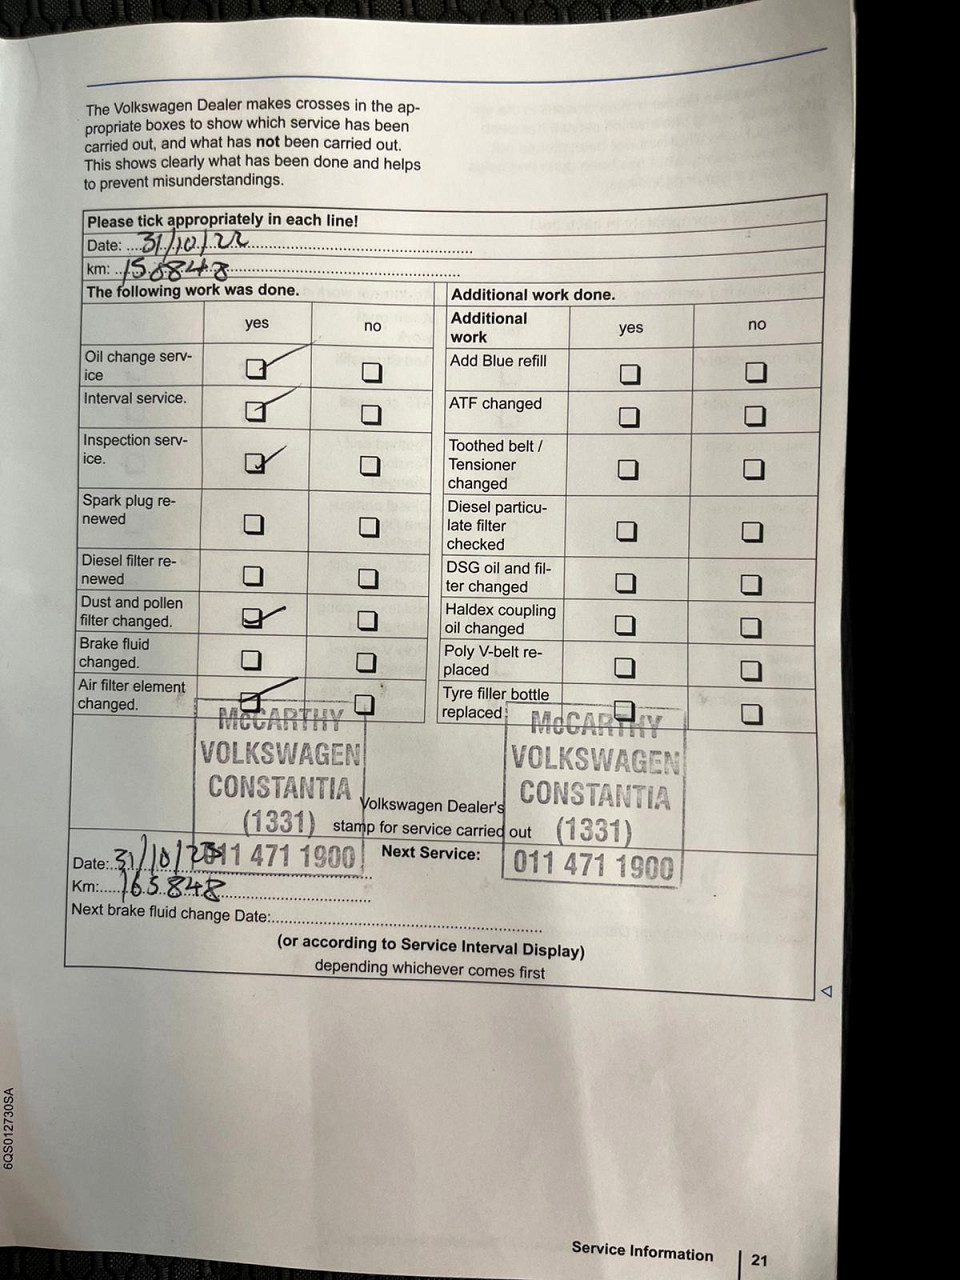 The Volkswagen Dealer makes crosses in the ap-
propriate boxes to show which service has been
carried out, and what has not been carried out.
This shows clearly what has been done and helps
to prevent misunderstandings.
Please tick appropriately in each line!
Date: 31/10/22
km: 158848
The following work was done.
yes
no
Oil change serv-
ice
Interval service.
Inspection serv-
ice.
Spark plug re-
newed
Diesel filter re-
newed
Dust and pollen
filter changed.
Brake fluid
changed.
Air filter element
changed.
Additional work done.
Additional
work
yes
no
Add Blue refill
ATF changed
Toothed belt /
Tensioner
changed
Diesel particu-
late filter
checked
DSG oil and fil-
ter changed
Haldex coupling
oil changed
Poly V-belt re-
placed
Tyre filler bottle
replaced
McCARTHY
VOLKSWAGEN
CONSTANTIA
(1331)
011 471 1900
McCARTHY
VOLKSWAGEN
CONSTANTIA
(1331)
011 471 1900
Volkswagen Dealer's
stamp for service carried out
Next Service:
Date: 31/10/23
Km: 165.848
Next brake fluid change Date:
(or according to Service Interval Display)
depending whichever comes first
6QS012730SA
Service Information
21